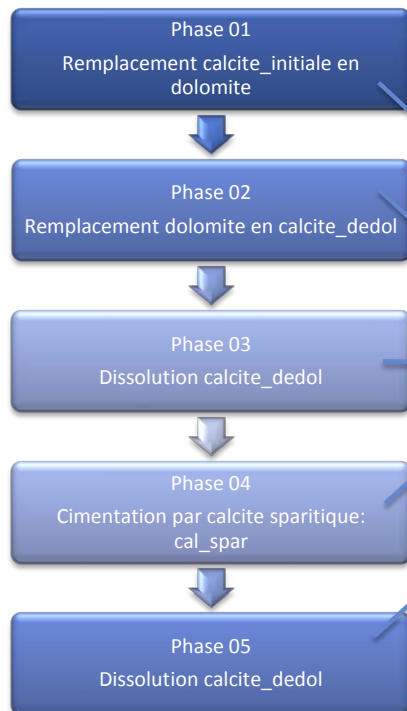 Phase 01
Remplacement calcite_initiale en
dolomite
Phase 02
Remplacement dolomite en calcite_dedol
Phase 03
Dissolution calcite_dedol
Phase 04
Cimentation par calcite sparitique:
cal_spar
Phase 05
Dissolution calcite_dedol